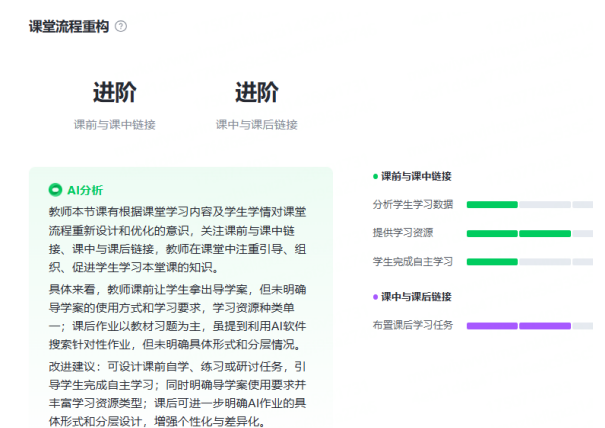 课堂流程重构
进阶
进阶
课前与课中链接
课中与课后链接
AI分析
教师本节课有根据课堂学习内容及学生学情对课堂
流程重新设计和优化的意识，关注课前与课中链
接、课中与课后链接，教师在课堂中注重引导、组
织、促进学生学习本堂课的知识。
具体来看，教师课前让学生拿出导学案，但未明确
导学案的使用方式和学习要求，学习资源种类单
一；课后作业以教材习题为主，虽提到利用AI软件
搜索针对性作业，但未明确具体形式和分层情况。
改进建议：可设计课前自学、练习或研讨任务，引
导学生完成自主学习；同时明确导学案使用要求并
丰富学习资源类型；课后可进一步明确AI作业的具
体形式和分层设计，增强个性化与差异化。
课前与课中链接
分析学生学习数据
提供学习资源
学生完成自主学习
课中与课后链接
布置课后学习任务